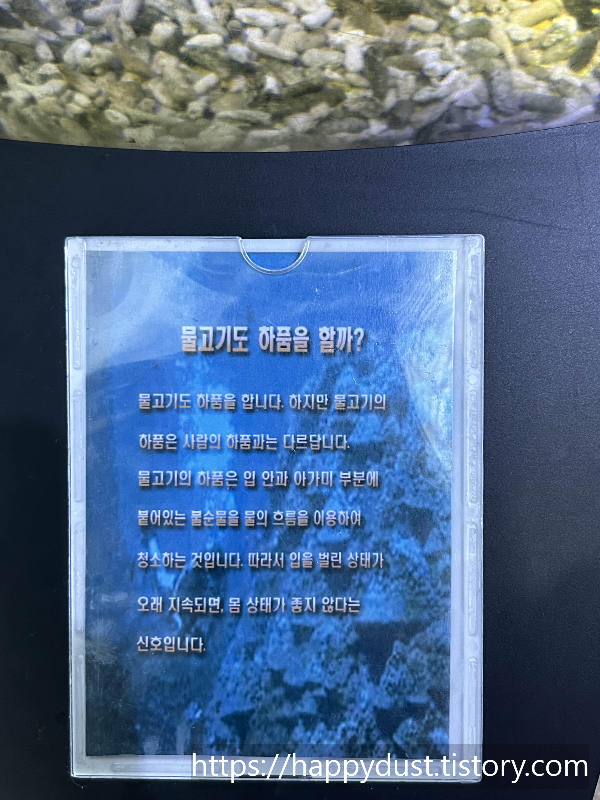 물고기도 하품을 할까?
물고기도 하품을 합니다. 하지만 물고기의
하품은 사람의 하품과는 다르답니다.
물고기의 하품은 입 안과 아가미 부분에
붙어있는 불순물을 물의 흐름을 이용하여
청소하는 것입니다. 따라서 입을 벌린 상태가
오래 지속되면, 몸 상태가 좋지 않다는
신호입니다.
https://happydust.tistory.com